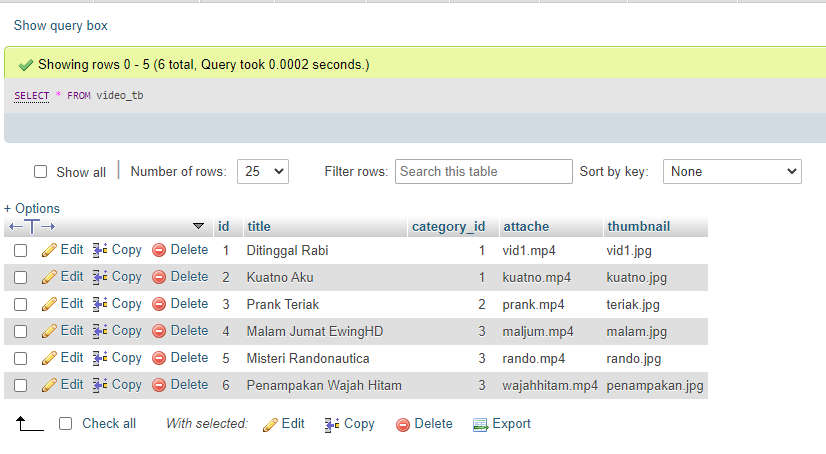 Show query box
Showing rows 0 - 5 (6 total, Query took 0.0002 seconds.)
SELECT * FROM video_tb
Show all Number of rows: 25 Filter rows: Search this table Sort by key: None
+ Options
id title category_id attache thumbnail
Edit Copy Delete 1 Ditinggal Rabi 1 vid1.mp4 vid1.jpg
Edit Copy Delete 2 Kuatno Aku 1 kuatno.mp4 kuatno.jpg
Edit Copy Delete 3 Prank Teriak 2 prank.mp4 teriak.jpg
Edit Copy Delete 4 Malam Jumat EwingHD 3 maljum.mp4 malam.jpg
Edit Copy Delete 5 Misteri Randonautica 3 rando.mp4 rando.jpg
Edit Copy Delete 6 Penampakan Wajah Hitam 3 wajahhitam.mp4 penampakan.jpg
Check all With selected: Edit Copy Delete Export